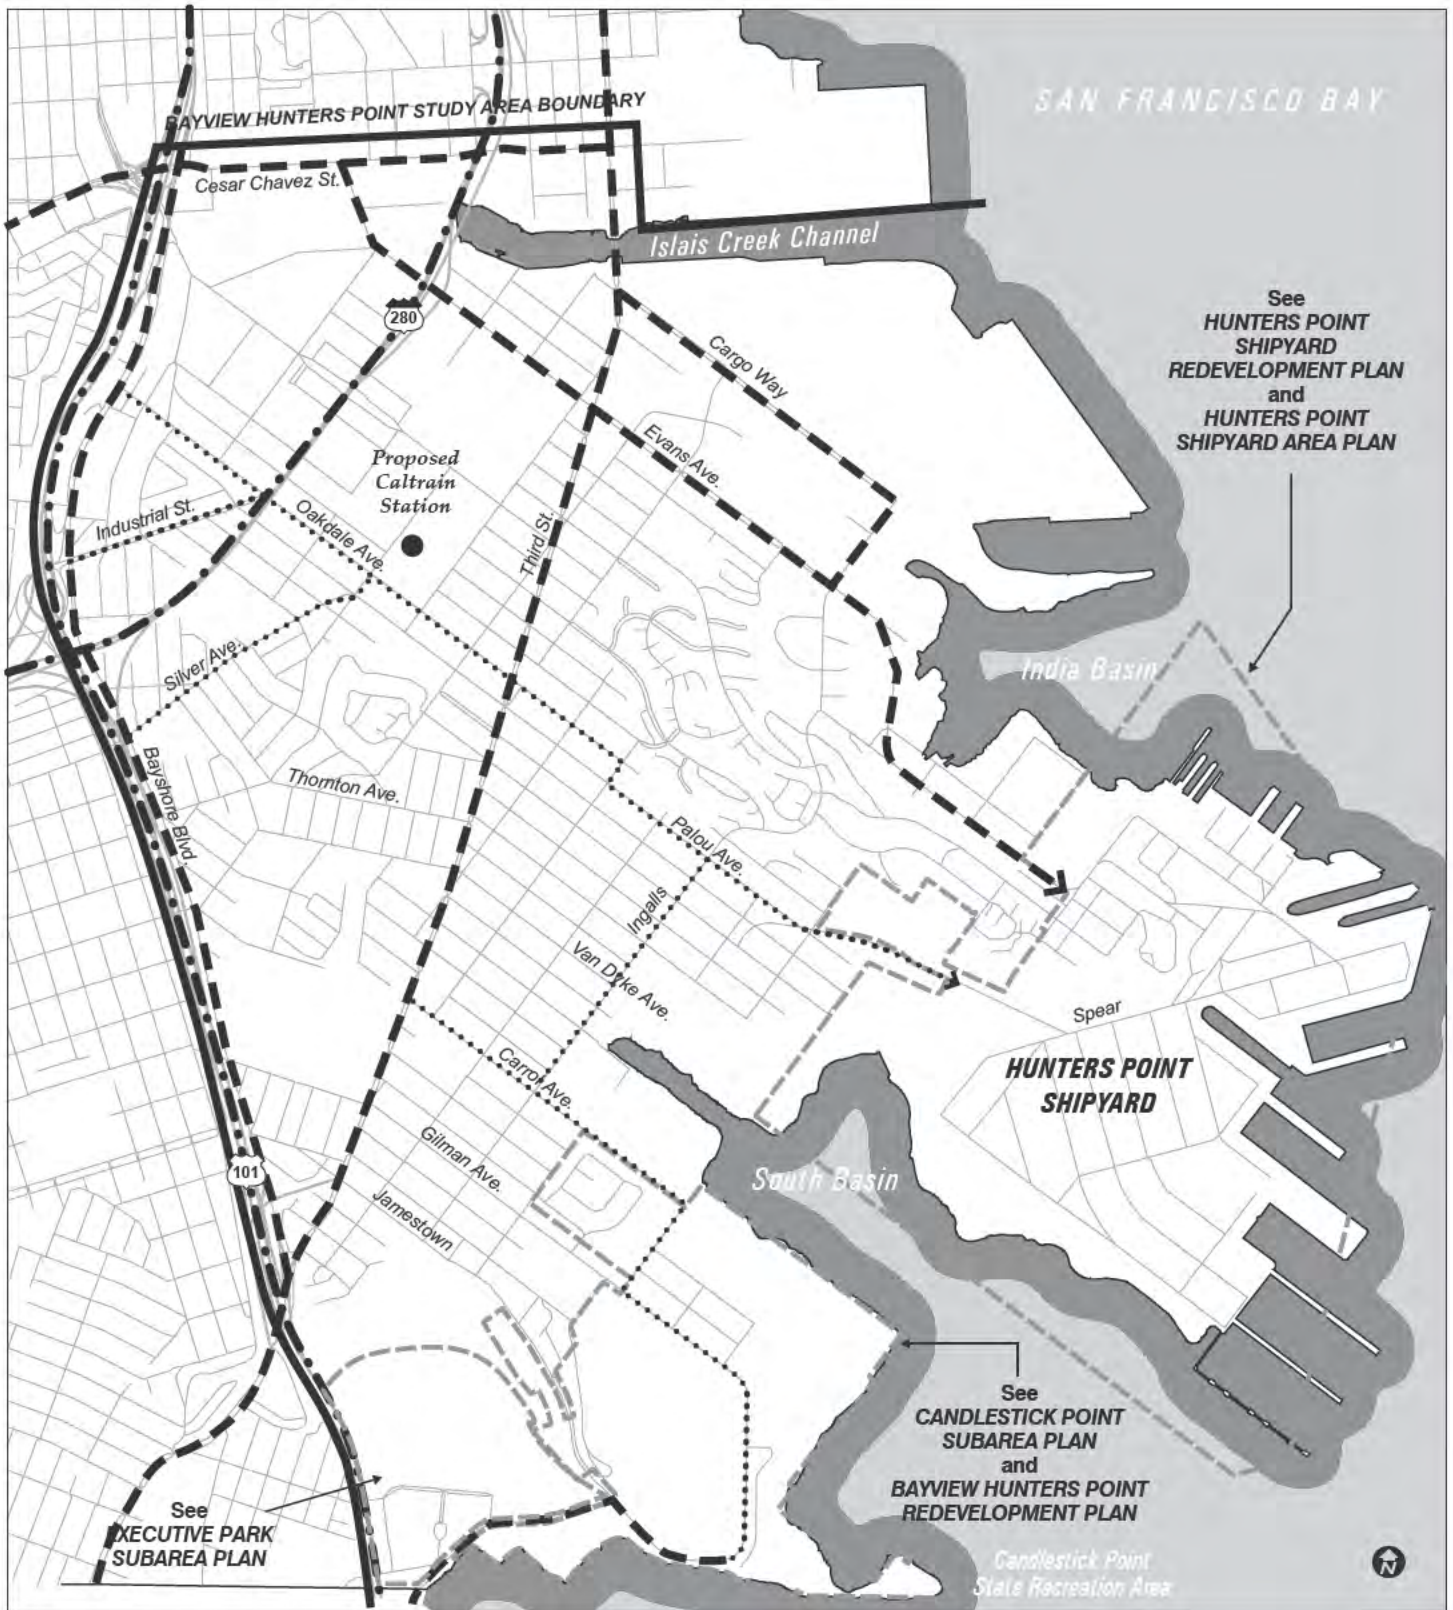 SAN FRANCISCO BAY
BAYVIEW HUNTERS POINT STUDY AREA BOUNDARY
Cesar Chavez St.
Islais Creek Channel
280
See
HUNTERS POINT
SHIPYARD
REDEVELOPMENT PLAN
and
HUNTERS POINT
SHIPYARD AREA PLAN
Cargo Way
Evans Ave.
Proposed
Caltrain
Station
Industrial St.
Oakdale Ave.
Third St.
Silver Ave.
India Basin
Bayshore Blvd.
Thornton Ave.
Palou Ave.
Ingalls
Van Dyke Ave.
Spear
HUNTERS POINT
SHIPYARD
Carrol Ave.
Gilman Ave.
101
South Basin
Jamestown
See
CANDLESTICK POINT
SUBAREA PLAN
and
BAYVIEW HUNTERS POINT
REDEVELOPMENT PLAN
See
EXECUTIVE PARK
SUBAREA PLAN
Candlestick Point
State Recreation Area
N